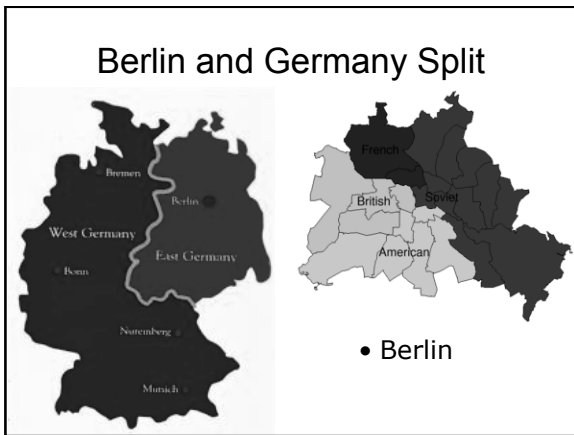 Berlin and Germany Split
Bremen
Berlin
West Germany
East Germany
Bonn
Nuremberg
Munich
French
British
Soviet
American
• Berlin